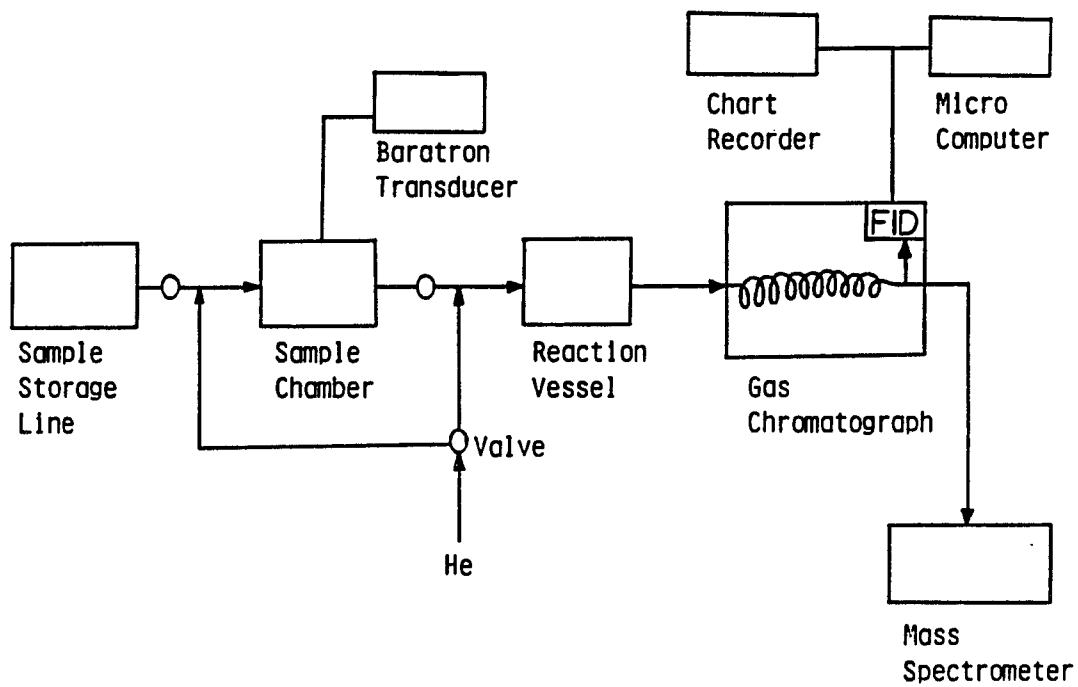 Chart
Recorder
Micro
Computer
Baratron
Transducer
FID
Sample
Storage
Line
Sample
Chamber
Reaction
Vessel
Gas
Chromatograph
Valve
He
Mass
Spectrometer